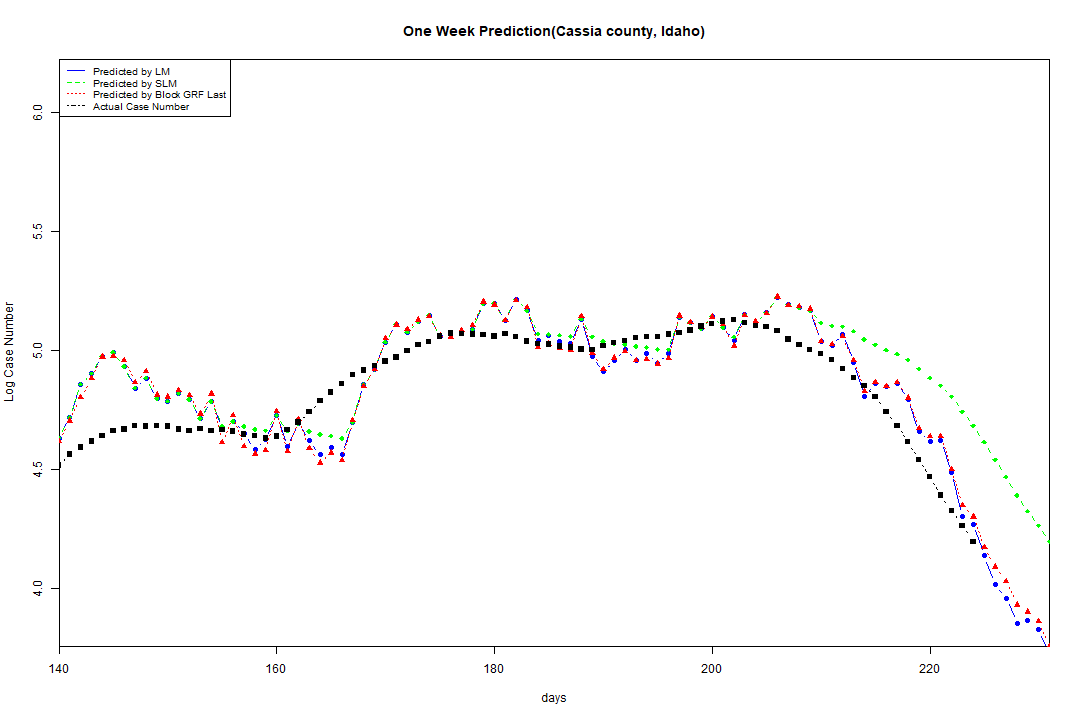 One Week Prediction(Cassia county, Idaho)
Predicted by LM
Predicted by SLM
Predicted by Block GRF Last
Actual Case Number
6.0
5.5
5.0
4.5
4.0
Log Case Number
140 160 180 200 220
days